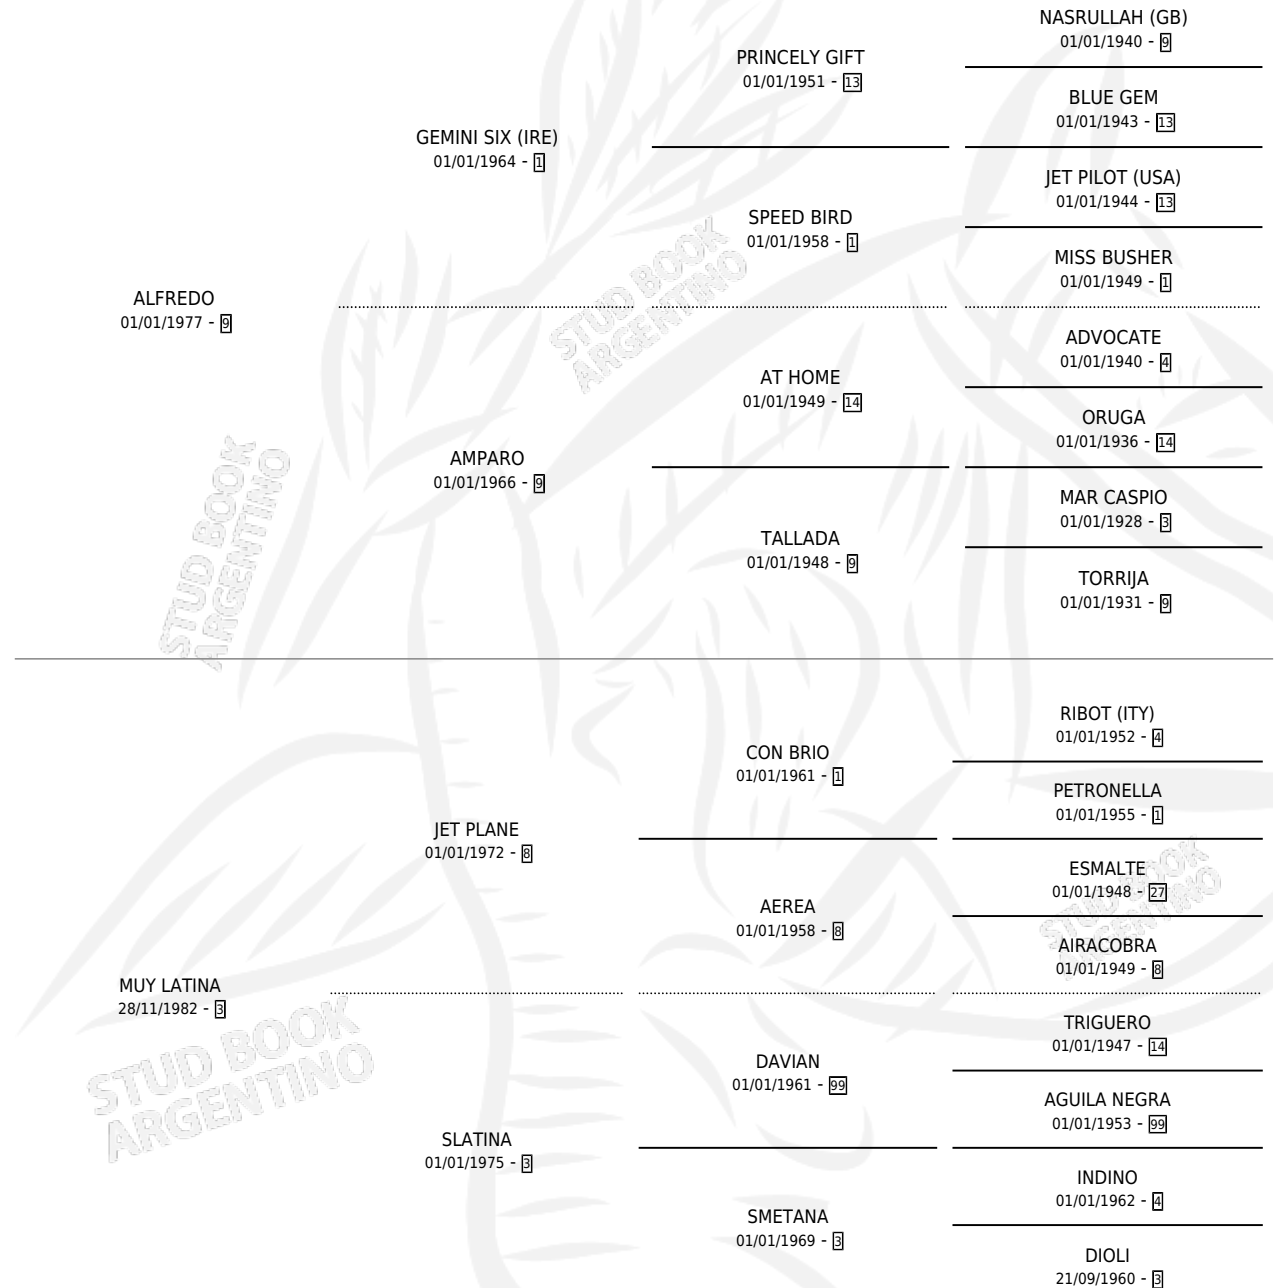 NASRULLAH (GB)
01/01/1940 - 9
PRINCELY GIFT
01/01/1951 - 13
BLUE GEM
01/01/1943 - 13
GEMINI SIX (IRE)
01/01/1964 - 1
JET PILOT (USA)
01/01/1944 - 13
SPEED BIRD
01/01/1958 - 1
MISS BUSHER
01/01/1949 - 1
ALFREDO
01/01/1977 - 9
ADVOCATE
01/01/1940 - 4
AT HOME
01/01/1949 - 14
ORUGA
01/01/1936 - 14
AMPARO
01/01/1966 - 9
MAR CASPIO
01/01/1928 - 3
TALLADA
01/01/1948 - 9
TORRIJA
01/01/1931 - 9
STUD BOOK
ARGENTINO
STUD BOOK
ARGENTINO
RIBOT (ITY)
01/01/1952 - 4
CON BRIO
01/01/1961 - 1
PETRONELLA
01/01/1955 - 1
JET PLANE
01/01/1972 - 8
ESMALTE
01/01/1948 - 27
AEREA
01/01/1958 - 8
AIRACOBRA
01/01/1949 - 8
MUY LATINA
28/11/1982 - 3
TRIGUERO
01/01/1947 - 14
DAVIAN
01/01/1961 - 99
AGUILA NEGRA
01/01/1953 - 99
SLATINA
01/01/1975 - 3
INDINO
01/01/1962 - 4
SMETANA
01/01/1969 - 3
DIOLI
21/09/1960 - 3
STUD BOOK
ARGENTINO
STUD BOOK
ARGENTINO